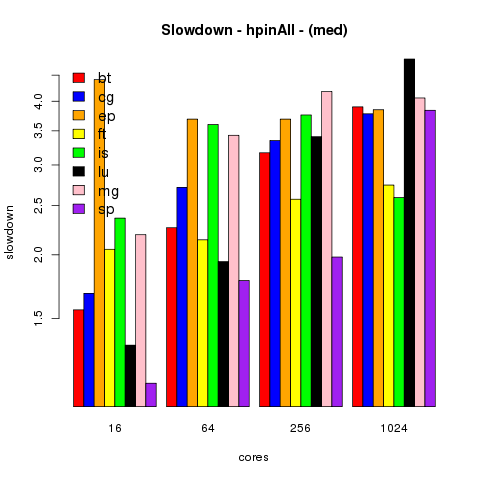 Slowdown - hpinAll - (med)
bt
cg
ep
ft
is
lu
mg
sp
slowdown
4.0
3.5
3.0
2.5
2.0
1.5
16 64 256 1024
cores